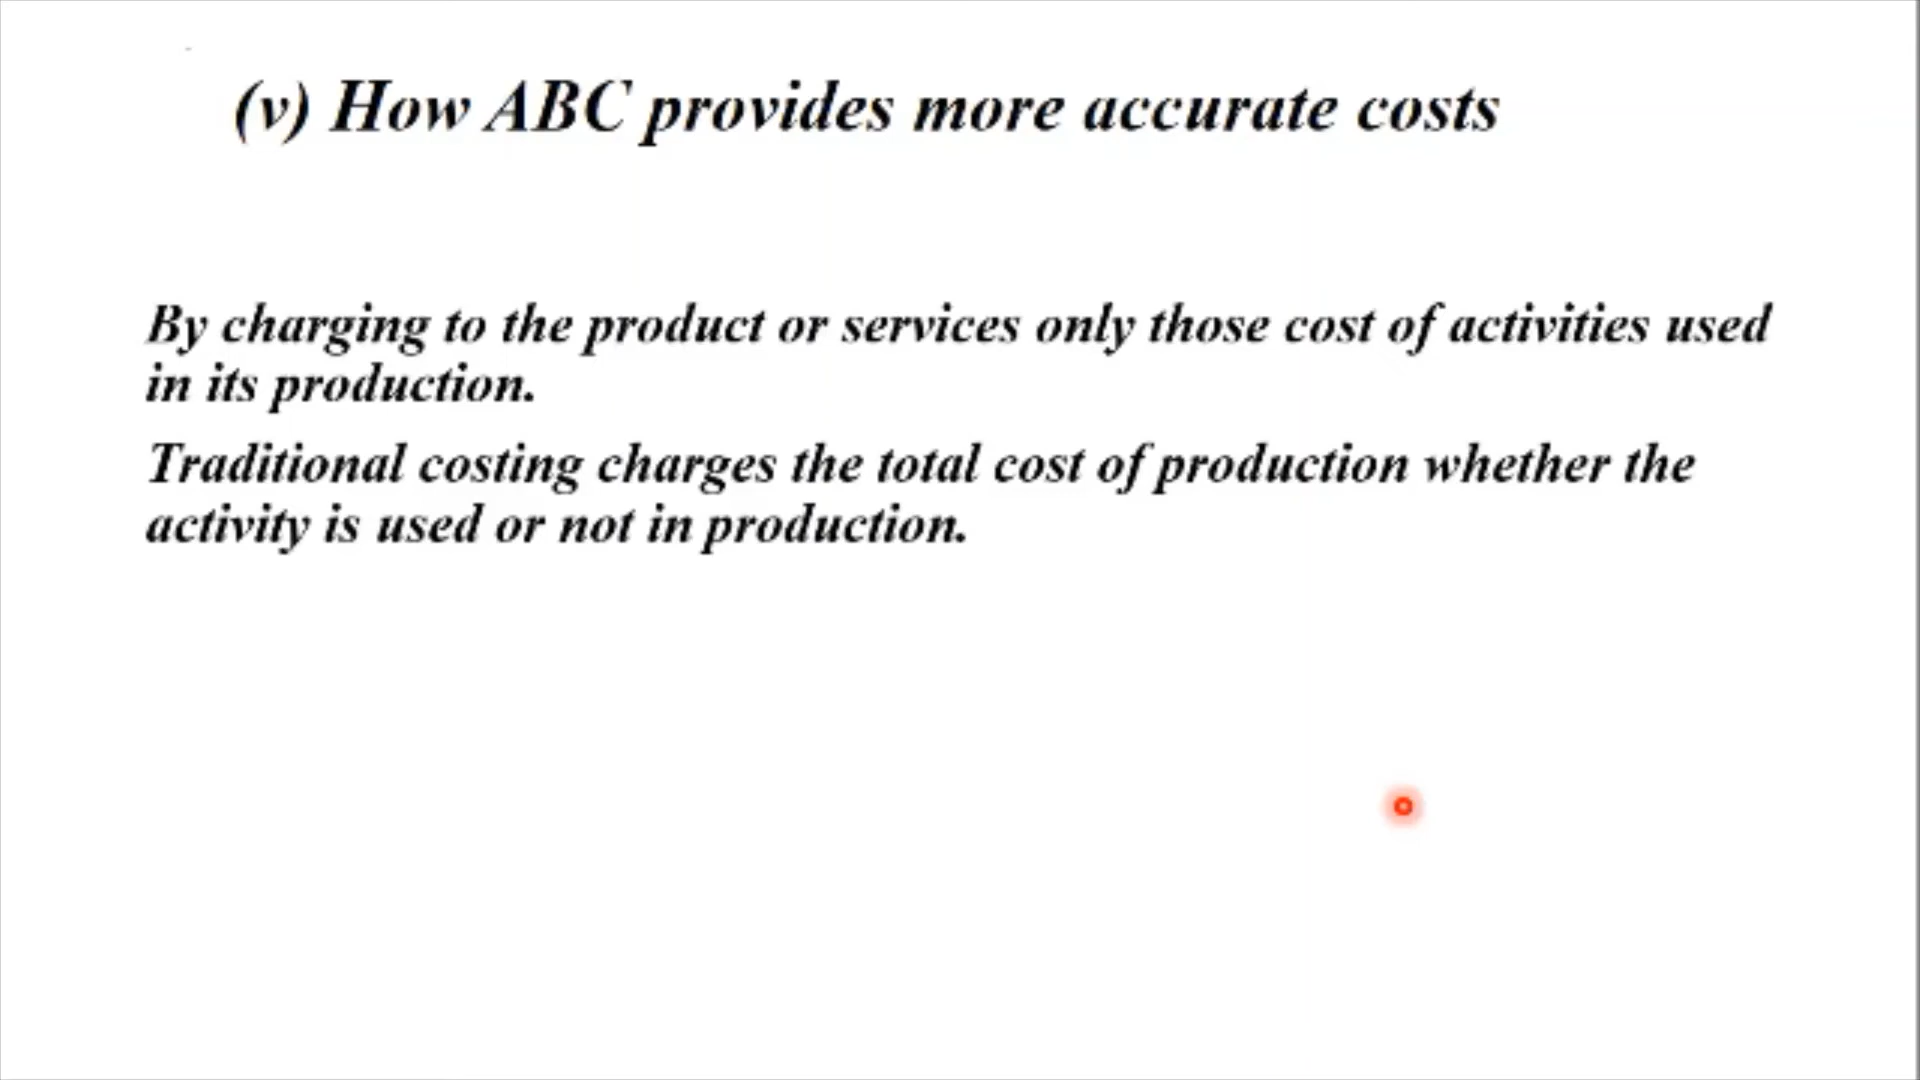 (v) How ABC provides more accurate costs
By charging to the product or services only those cost of activities used
in its production.
Traditional costing charges the total cost of production whether the
activity is used or not in production.